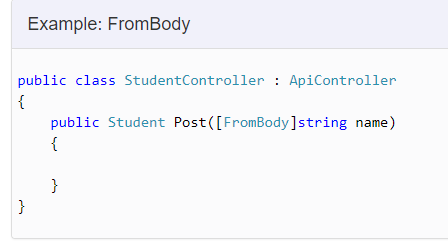 Example: FromBody
public class StudentController : ApiController
{
    public Student Post([FromBody]string name)
    {
    }
}